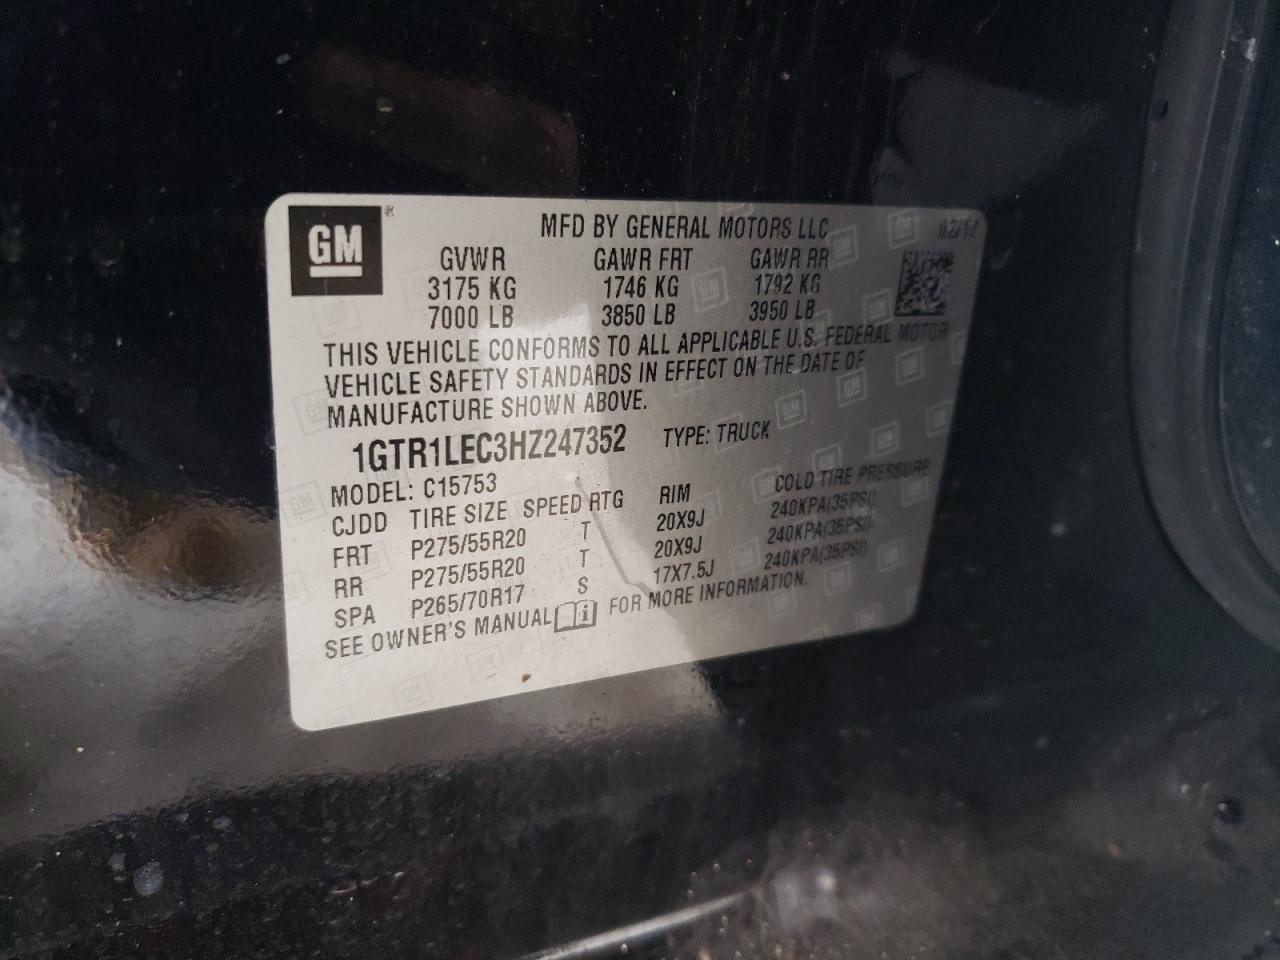 GM ®
MFD BY GENERAL MOTORS LLC 02/17
GVWR GAWR FRT GAWR RR
3175 KG 1746 KG 1792 KG
7000 LB 3850 LB 3950 LB
THIS VEHICLE CONFORMS TO ALL APPLICABLE U.S. FEDERAL MOTOR
VEHICLE SAFETY STANDARDS IN EFFECT ON THE DATE OF
MANUFACTURE SHOWN ABOVE.
1GTR1LEC3HZ247352 TYPE: TRUCK
MODEL: C15753
CJDD TIRE SIZE SPEED RTG RIM COLD TIRE PRESSURE
FRT P275/55R20 T 20X9J 240KPA(35PSI)
RR P275/55R20 T 20X9J 240KPA(35PSI)
SPA P265/70R17 S 17X7.5J 240KPA(35PSI)
SEE OWNER'S MANUAL FOR MORE INFORMATION.